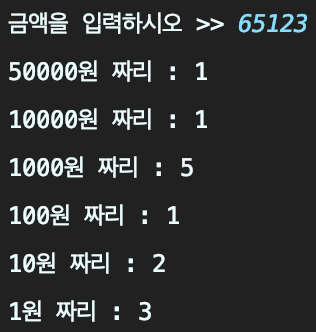 금액을 입력하시오 >> 65123
50000원 짜리 : 1
10000원 짜리 : 1
1000원 짜리 : 5
100원 짜리 : 1
10원 짜리 : 2
1원 짜리 : 3